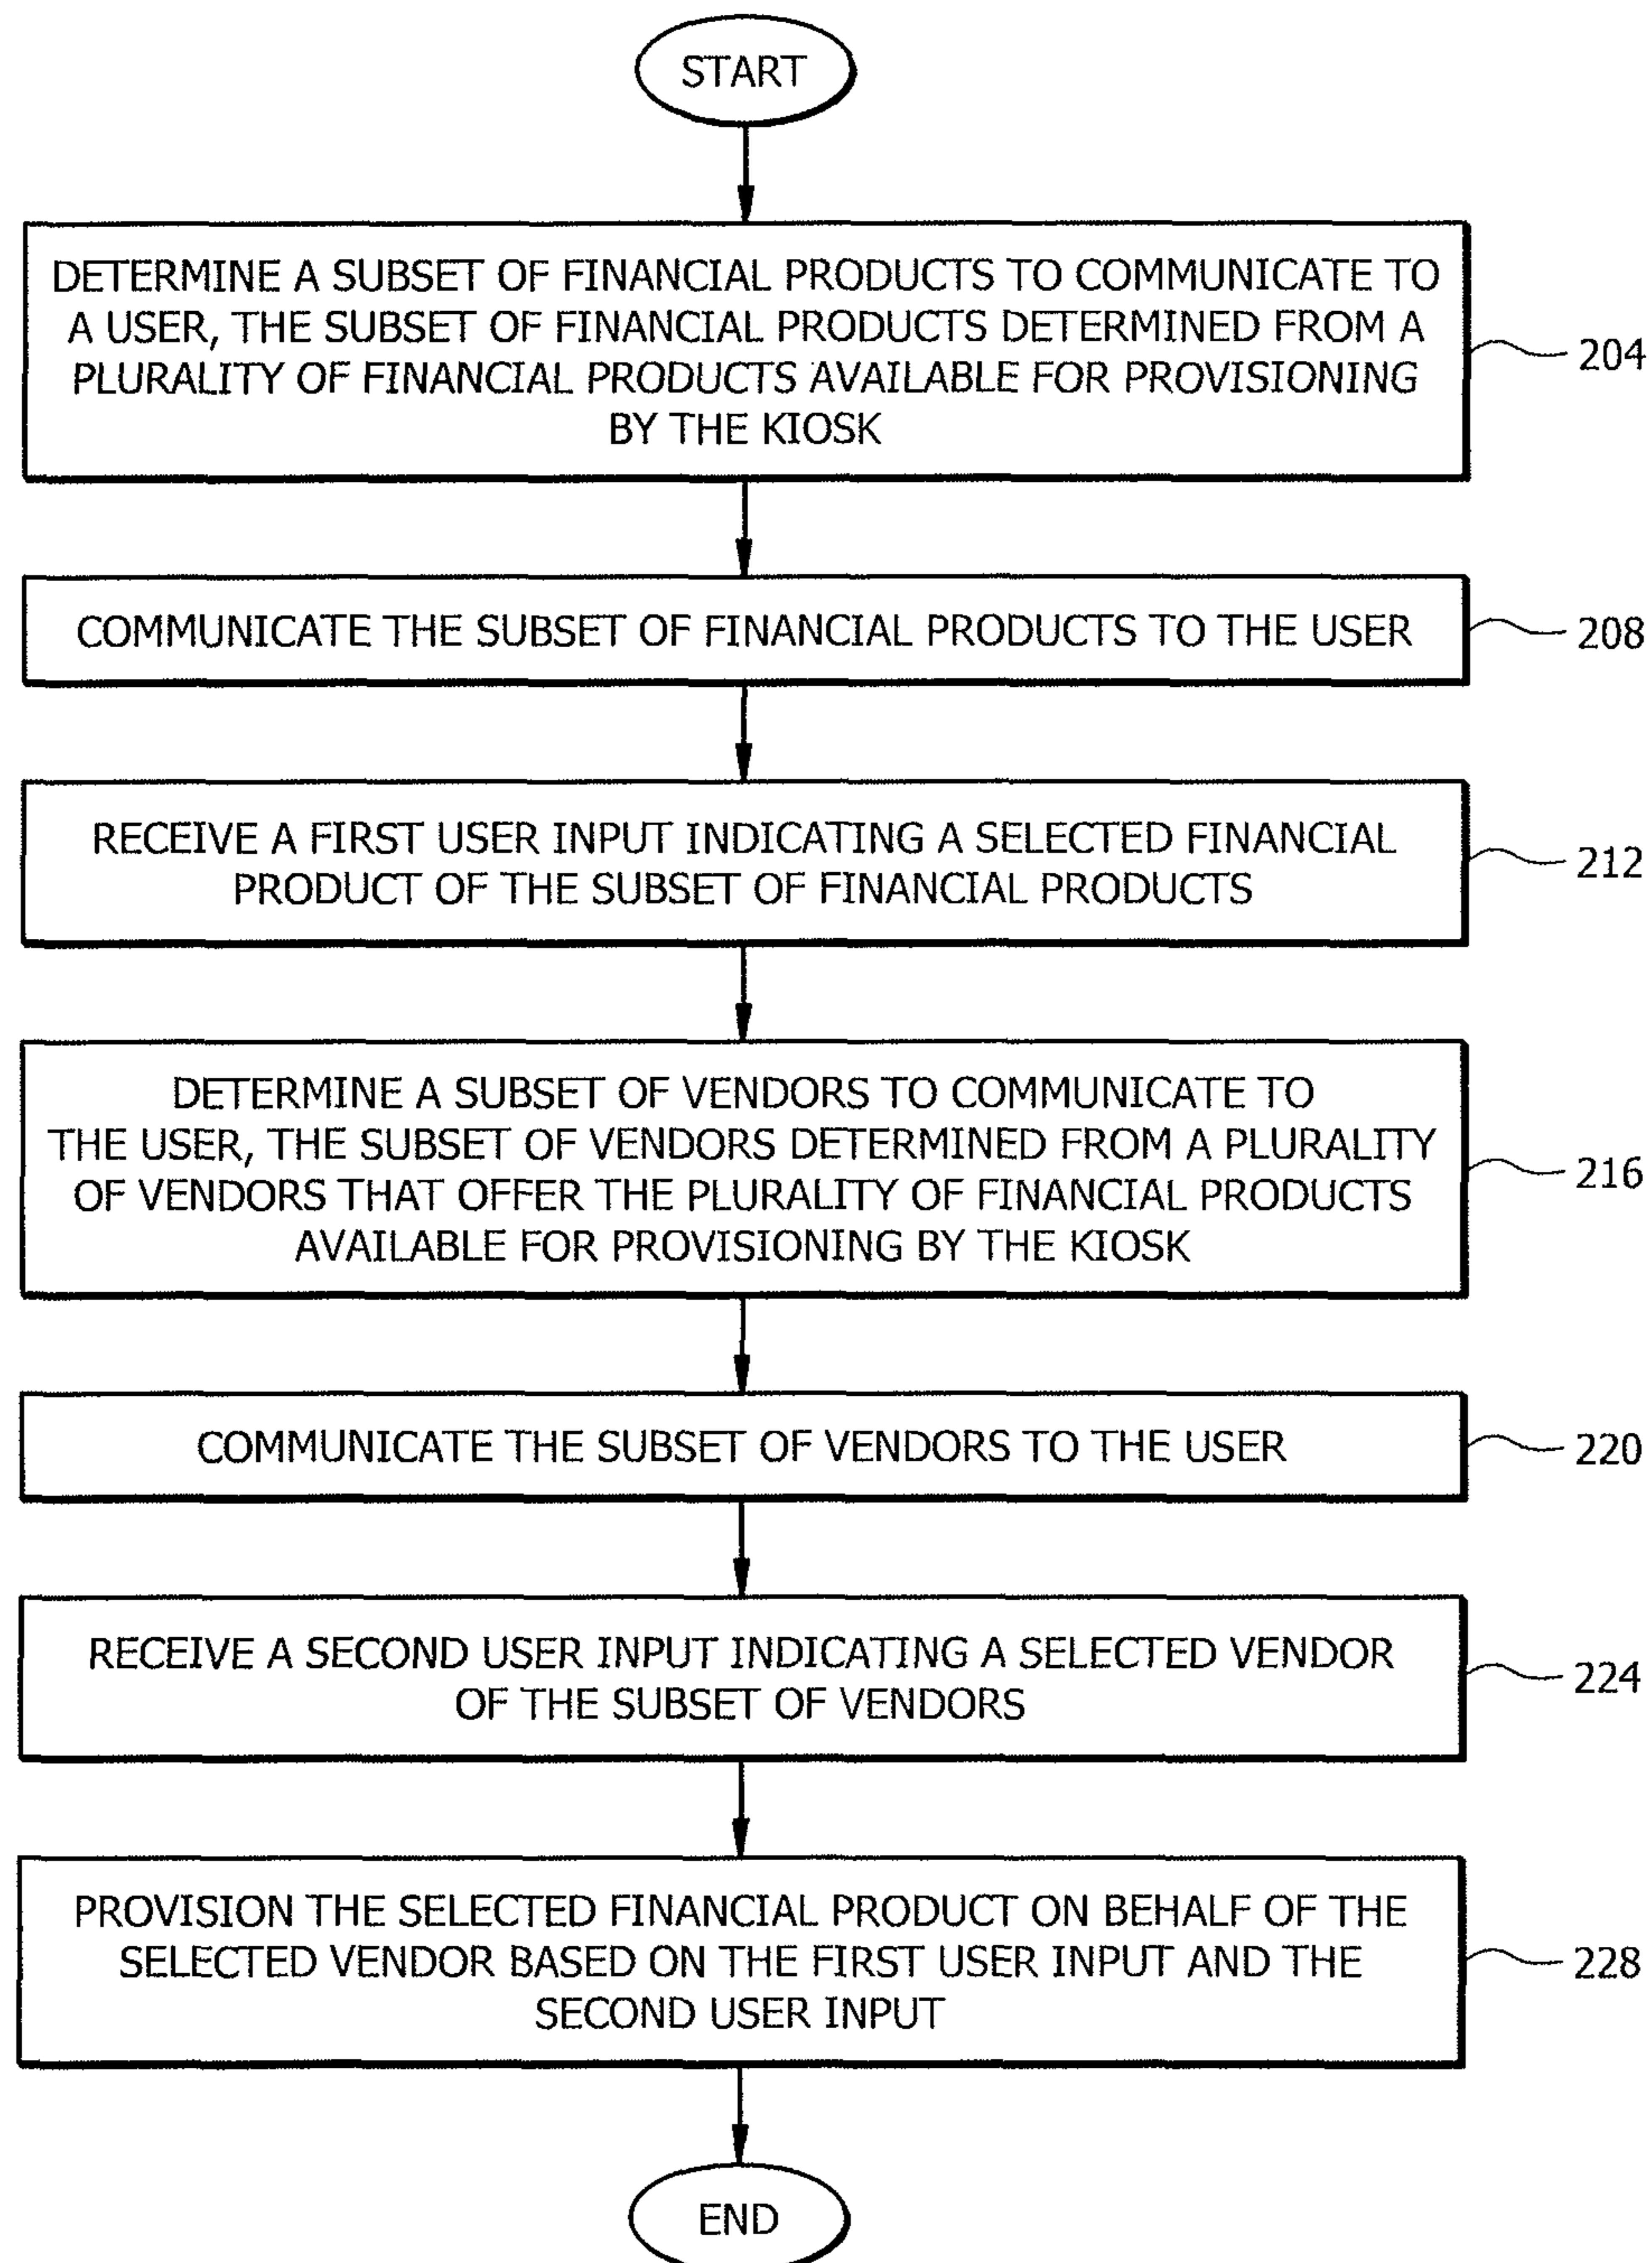 START
DETERMINE A SUBSET OF FINANCIAL PRODUCTS TO COMMUNICATE TO
A USER, THE SUBSET OF FINANCIAL PRODUCTS DETERMINED FROM A
PLURALITY OF FINANCIAL PRODUCTS AVAILABLE FOR PROVISIONING
BY THE KIOSK
204
COMMUNICATE THE SUBSET OF FINANCIAL PRODUCTS TO THE USER
208
RECEIVE A FIRST USER INPUT INDICATING A SELECTED FINANCIAL
PRODUCT OF THE SUBSET OF FINANCIAL PRODUCTS
212
DETERMINE A SUBSET OF VENDORS TO COMMUNICATE TO
THE USER, THE SUBSET OF VENDORS DETERMINED FROM A PLURALITY
OF VENDORS THAT OFFER THE PLURALITY OF FINANCIAL PRODUCTS
AVAILABLE FOR PROVISIONING BY THE KIOSK
216
COMMUNICATE THE SUBSET OF VENDORS TO THE USER
220
RECEIVE A SECOND USER INPUT INDICATING A SELECTED VENDOR
OF THE SUBSET OF VENDORS
224
PROVISION THE SELECTED FINANCIAL PRODUCT ON BEHALF OF THE
SELECTED VENDOR BASED ON THE FIRST USER INPUT AND THE
SECOND USER INPUT
228
END